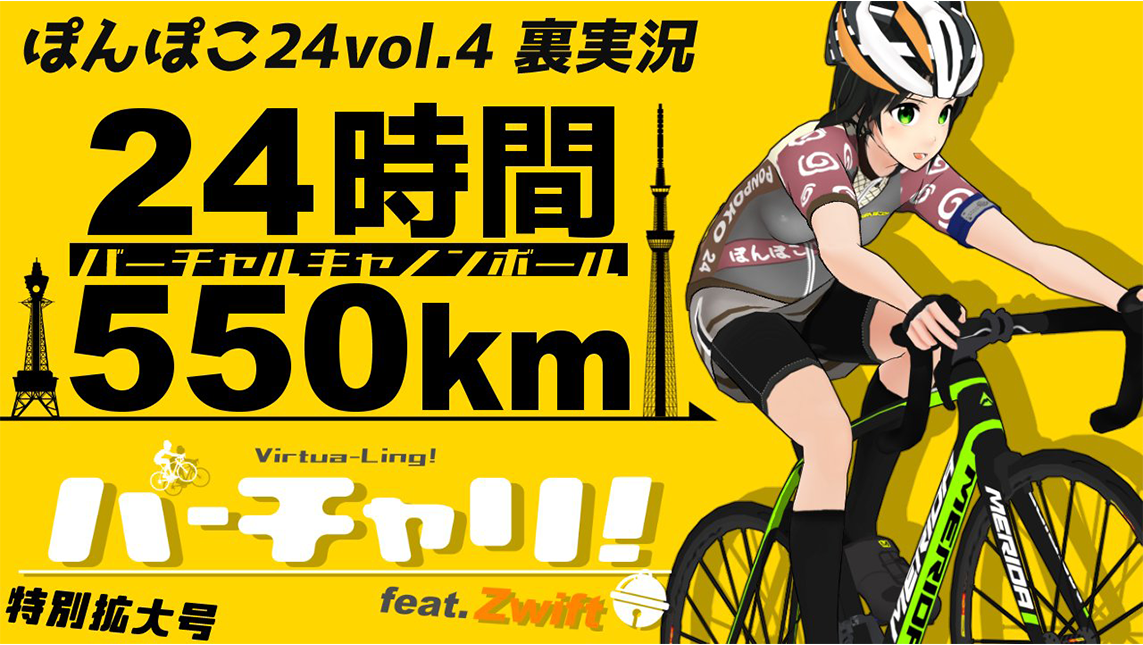 ぽんぽこ24vol.4 裏実況
24時間
バーチャルキャノンボール
550km
Virtua-Ling!
バーチャリ!
feat. Zwift
特別拡大号
PONPOKO 24
ぽんぽこ
MERIDA
MERIDA